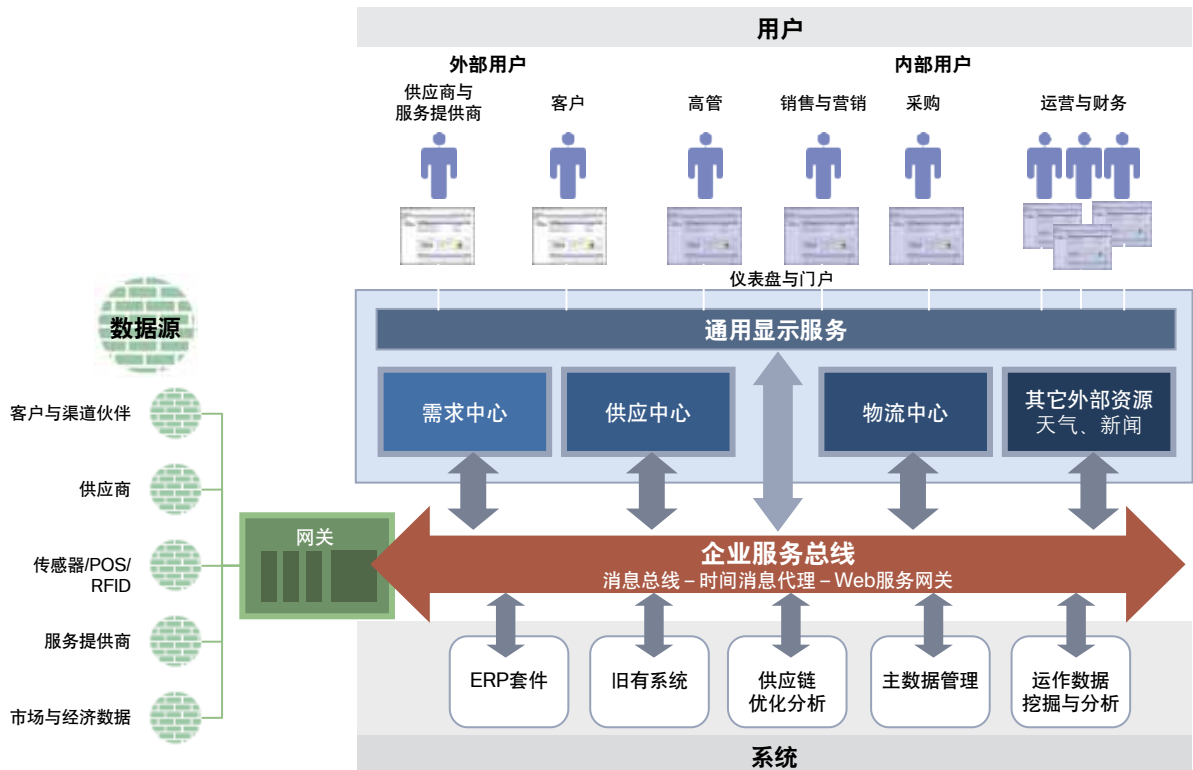 用户
外部用户
内部用户
供应商与
服务提供商
客户
高管
销售与营销
采购
运营与财务
仪表盘与门户
通用显示服务
需求中心
供应中心
物流中心
其它外部资源
天气、新闻
数据源
客户与渠道伙伴
供应商
传感器/POS/
RFID
服务提供商
市场与经济数据
网关
企业服务总线
消息总线 – 时间消息代理 – Web服务网关
ERP套件
旧有系统
供应链
优化分析
主数据管理
运作数据
挖掘与分析
系统